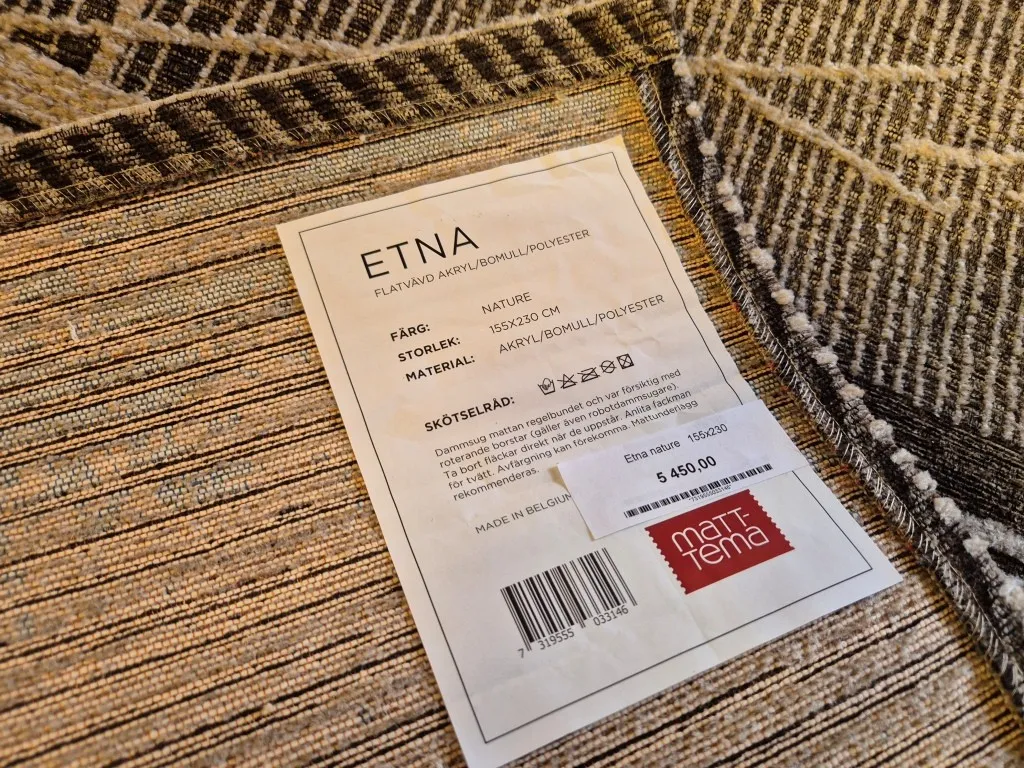 ETNA
FLATVÄVD AKRYL/BOMULL/POLYESTER
FÄRG: NATURE
STORLEK: 155X230 CM
MATERIAL: AKRYL/BOMULL/POLYESTER
SKÖTSELRÅD:
Dammsug mattan regelbundet och var försiktig med
roterande borstar (gäller även robotdammsugare).
Ta bort fläckar direkt när de uppstår. Anlita fackman
för tvätt. Avfärgning kan förekomma. Mattunderlägg
rekommenderas.
Etna nature 155x230
5 450,00
MADE IN BELGIUM
MATT-
TEMA
7 319555 033146